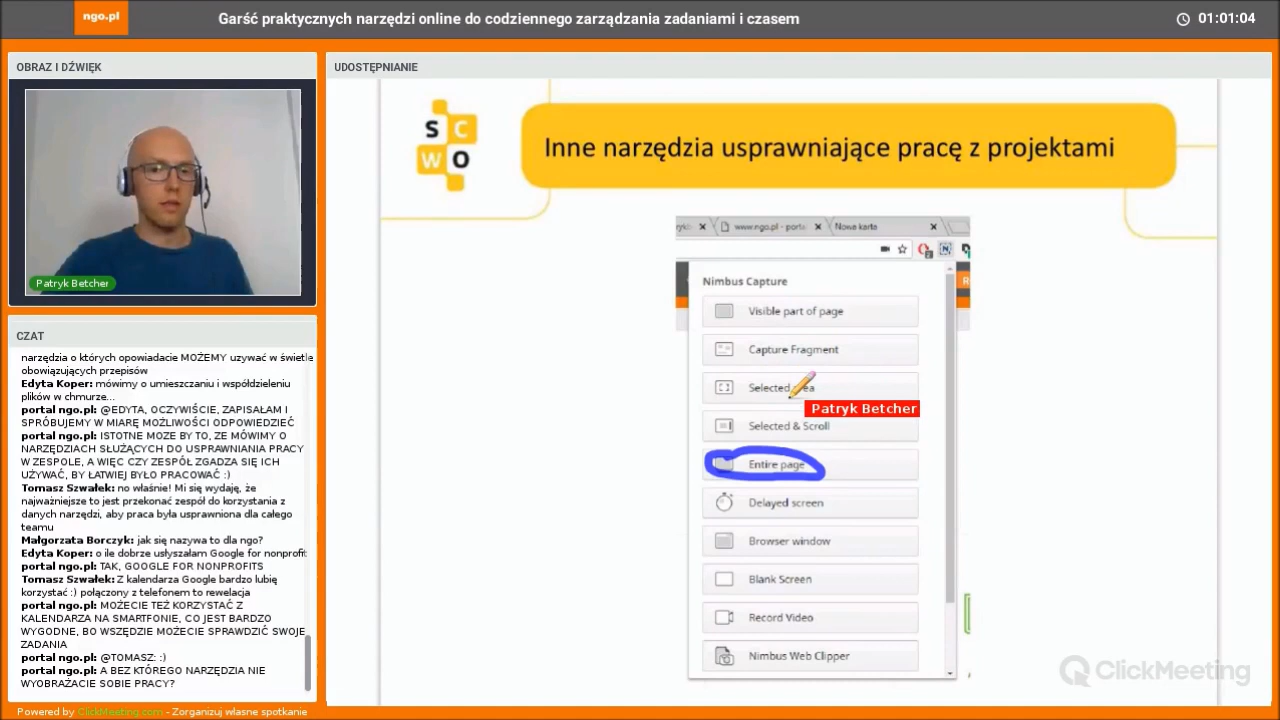 ngo.pl
Garść praktycznych narzędzi online do codziennego zarządzania zadaniami i czasem
01:01:04
OBRAZ I DŹWIĘK
Patryk Betcher
CZAT
narzędzia o których opowiadacie MOŻEMY uzywać w świetle
obowiązujących przepisów
Edyta Koper: mówimy o umieszczaniu i współdzieleniu
plików w chmurze...
portal ngo.pl: @EDYTA, OCZYWIŚCIE, ZAPISAŁAM I
SPRÓBUJEMY W MIARĘ MOŻLIWOŚCI ODPOWIEDZIEĆ
portal ngo.pl: ISTOTNE MOZE BY TO, ZE MÓWIMY O
NARZĘDZIACH SŁUŻĄCYCH DO USPRAWNIANIA PRACY
W ZESPOLE, A WIĘC CZY ZESPÓŁ ZGADZA SIĘ ICH
UŻYWAĆ, BY ŁATWIEJ BYŁO PRACOWAĆ :)
Tomasz Szwałek: no właśnie! Mi się wydaję, że
najważniejsze to jest przekonać zespół do korzystania z
danych narzędzi, aby praca była usprawniona dla całego
teamu
Małgorzata Borczyk: jak się nazywa to dla ngo?
Edyta Koper: o ile dobrze usłyszałam Google for nonprofit
portal ngo.pl: TAK, GOOGLE FOR NONPROFITS
Tomasz Szwałek: Z kalendarza Google bardzo lubię
korzystać :) połączony z telefonem to rewelacja
portal ngo.pl: MOŻECIE TEŻ KORZYSTAĆ Z
KALENDARZA NA SMARTFONIE, CO JEST BARDZO
WYGODNE, BO WSZĘDZIE MOŻECIE SPRAWDZIĆ SWOJE
ZADANIA
portal ngo.pl: @TOMASZ: :)
portal ngo.pl: A BEZ KTÓREGO NARZĘDZIA NIE
WYOBRAŻACIE SOBIE PRACY?
Powered by ClickMeeting.com - Zorganizuj własne spotkanie
UDOSTĘPNIANIE
S C
W O
Inne narzędzia usprawniające pracę z projektami
www.ngo.pl - porta
Nowa karta
Nimbus Capture
Visible part of page
Capture Fragment
Selected
Patryk Betcher
Selected & Scroll
Entire page
Delayed screen
Browser window
Blank Screen
Record Video
Nimbus Web Clipper
ClickMeeting